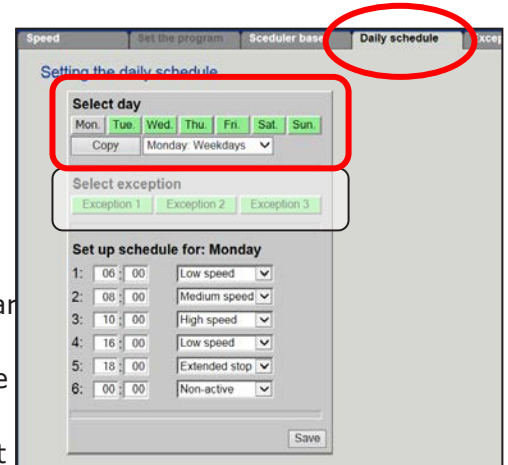 Speed Set the program Sceduler base Daily schedule Excep
Setting the daily schedule
Select day
Mon. Tue. Wed. Thu. Fri. Sat. Sun.
Copy Monday: Weekdays
Select exception
Exception 1 Exception 2 Exception 3
Set up schedule for: Monday
1: 06 : 00 Low speed
2: 08 : 00 Medium speed
3: 10 : 00 High speed
ar
4: 16 : 00 Low speed
5: 18 : 00 Extended stop
e
6: 00 : 00 Non-active
Save
t